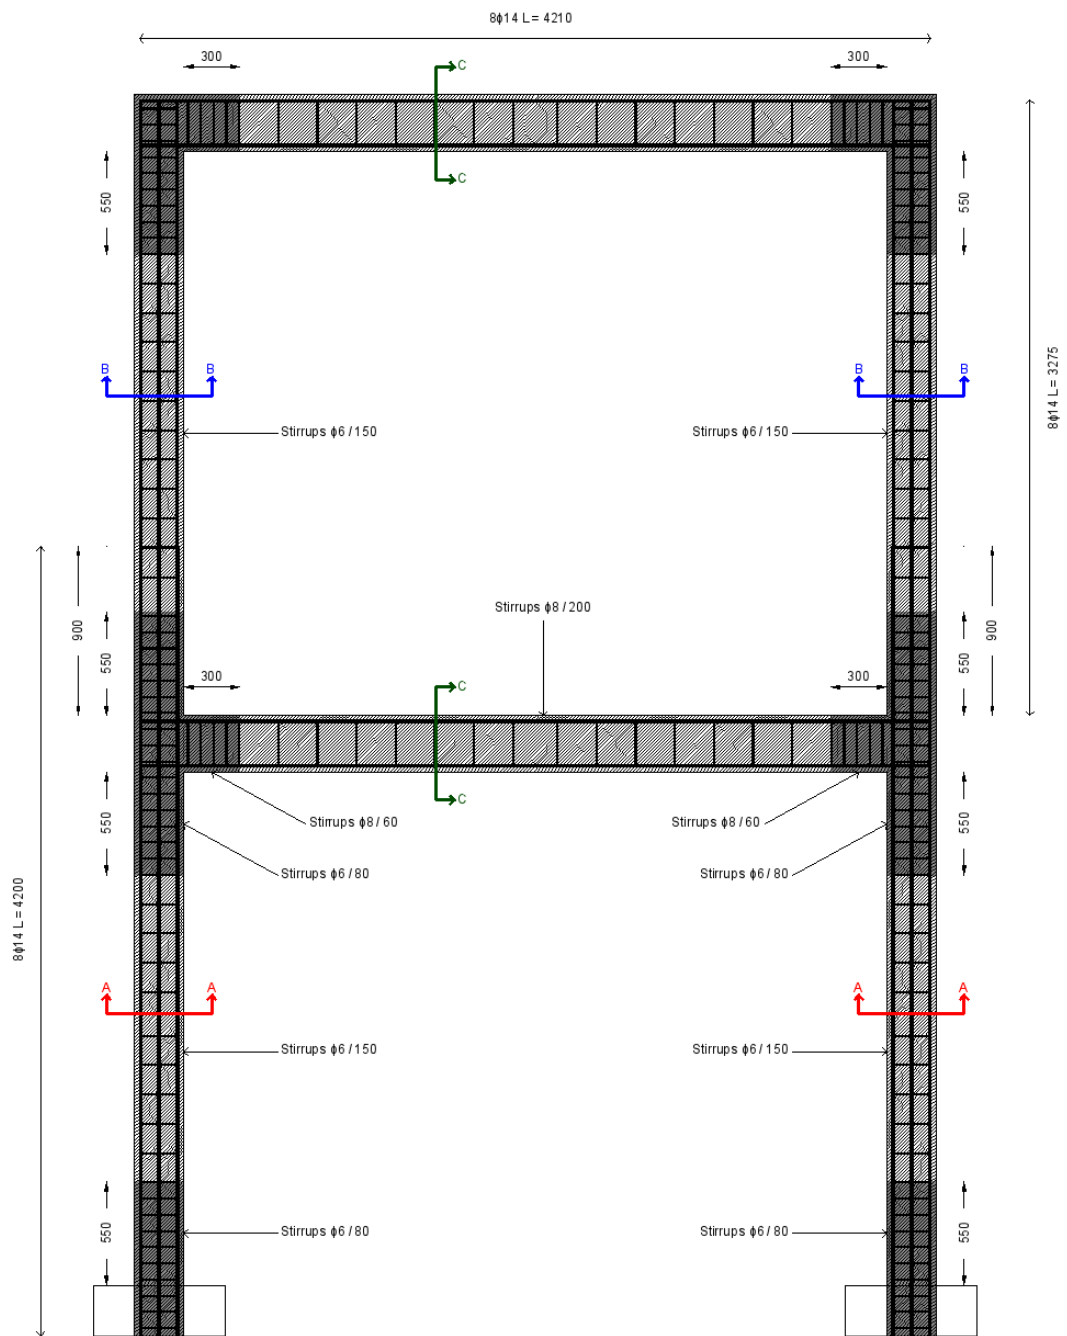 8ϕ14 L = 4210
300
300
C
C
550
550
8ϕ14 L = 3275
B
B
B
B
Stirrups ϕ6 / 150
Stirrups ϕ6 / 150
Stirrups ϕ8 / 200
900
550
550
900
300
300
C
C
550
550
Stirrups ϕ8 / 60
Stirrups ϕ8 / 60
Stirrups ϕ6 / 80
Stirrups ϕ6 / 80
8ϕ14 L = 4200
A
A
A
A
Stirrups ϕ6 / 150
Stirrups ϕ6 / 150
550
550
Stirrups ϕ6 / 80
Stirrups ϕ6 / 80